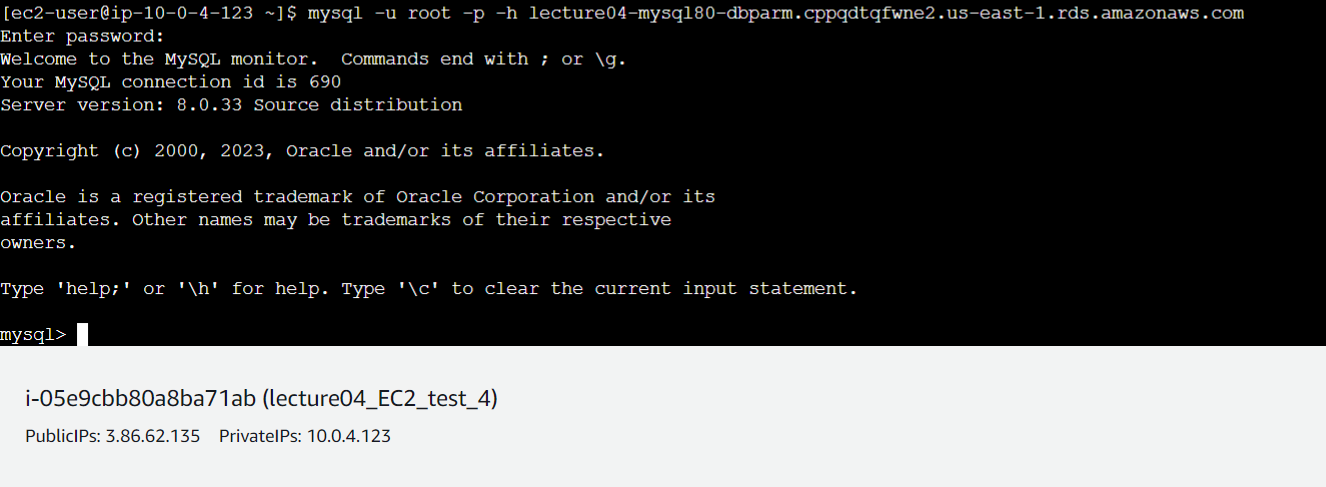 [ec2-user@ip-10-0-4-123 ~]$ mysql -u root -p -h lecture04-mysql80-dbparm.cppqdtqfwne2.us-east-1.rds.amazonaws.com
Enter password:
Welcome to the MySQL monitor.  Commands end with ; or \g.
Your MySQL connection id is 690
Server version: 8.0.33 Source distribution
Copyright (c) 2000, 2023, Oracle and/or its affiliates.
Oracle is a registered trademark of Oracle Corporation and/or its
affiliates. Other names may be trademarks of their respective
owners.
Type 'help;' or '\h' for help. Type '\c' to clear the current input statement.
mysql>
i-05e9cbb80a8ba71ab (lecture04_EC2_test_4)
PublicIPs: 3.86.62.135    PrivateIPs: 10.0.4.123